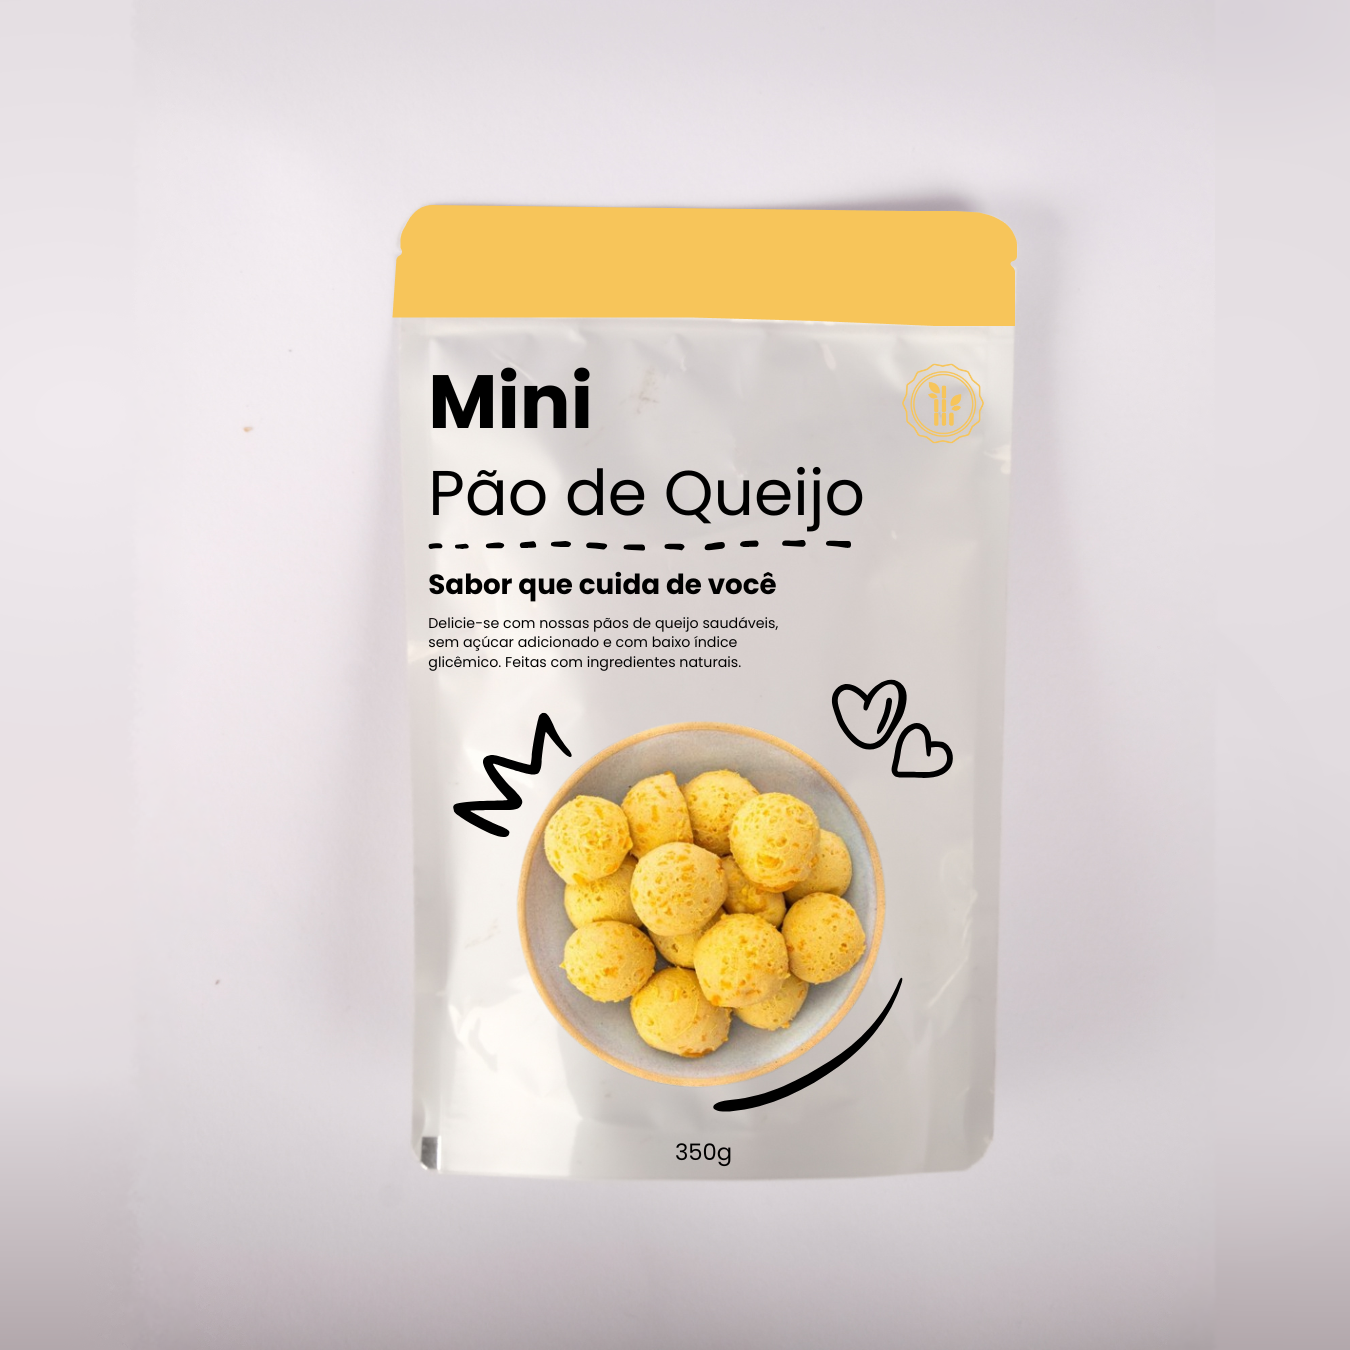 Mini
Pão de Queijo
Sabor que cuida de você
Delicie-se com nossas pãos de queijo saudáveis,
sem açúcar adicionado e com baixo índice
glicêmico. Feitas com ingredientes naturais.
350g